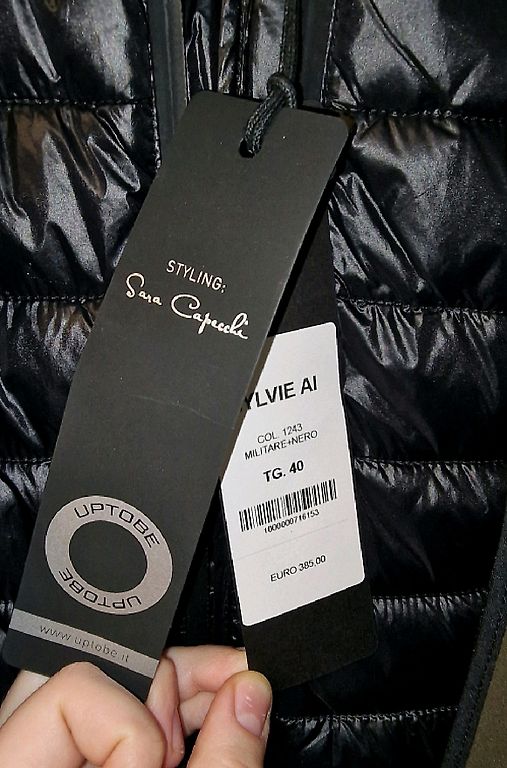 STYLING:
Sara Capecchi
UPTOBE
UPTOBE
www.uptobe.it
YLVIE AI
COL. 1243
MILITARE+NERO
TG. 40
1000000716153
EURO 385,00